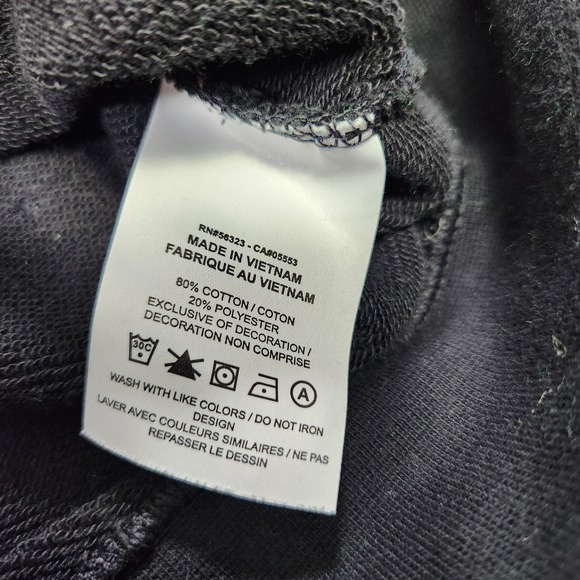 RN#56323 - CA#05553
MADE IN VIETNAM
FABRIQUE AU VIETNAM
80% COTTON / COTON
20% POLYESTER
EXCLUSIVE OF DECORATION /
DECORATION NON COMPRISE
30C A
WASH WITH LIKE COLORS / DO NOT IRON
DESIGN
LAVER AVEC COULEURS SIMILAIRES / NE PAS
REPASSER LE DESSIN